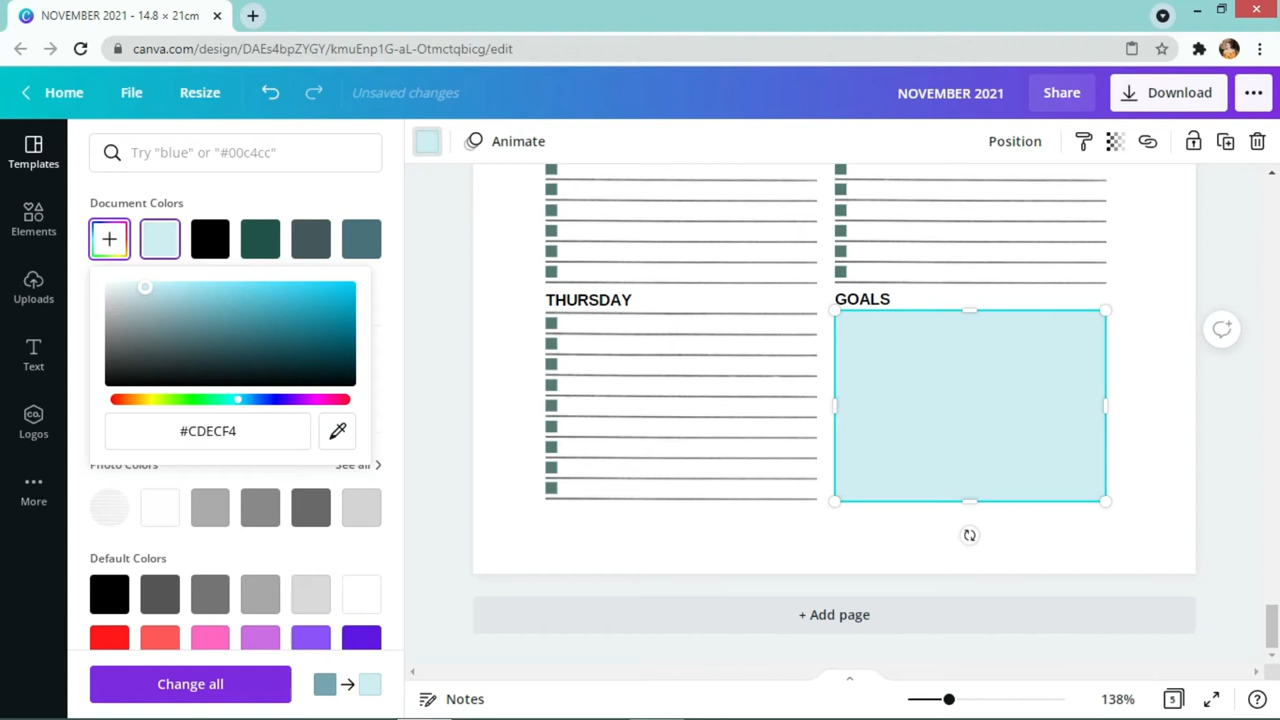 NOVEMBER 2021 - 14.8 × 21cm
canva.com/design/DAEs4bpZYGY/kmuEnp1G-aL-Otmctqbicg/edit
Home
File
Resize
Unsaved changes
NOVEMBER 2021
Share
Download
Templates
Elements
Uploads
Text
CO.
Logos
More
Try "blue" or "#00c4cc"
Document Colors
#CDECF4
Photo Colors
See all
Default Colors
Change all
Animate
Position
THURSDAY
GOALS
+ Add page
Notes
138%
5